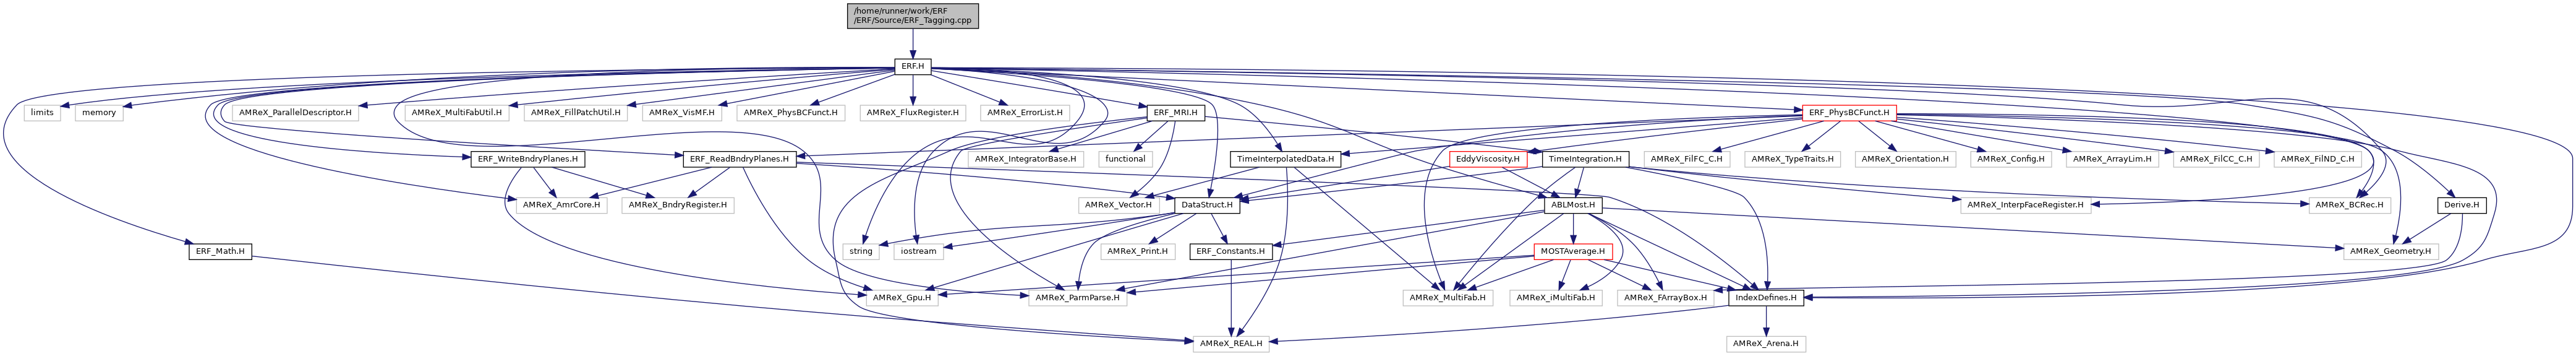 /home/runner/work/ERF
/ERF/Source/ERF_Tagging.cpp
ERF.H
limits
memory
AMReX_ParallelDescriptor.H
AMReX_MultiFabUtil.H
AMReX_FillPatchUtil.H
AMReX_VisMF.H
AMReX_PhysBCFunct.H
AMReX_FluxRegister.H
AMReX_ErrorList.H
ERF_MRI.H
ERF_PhysBCFunct.H
ERF_WriteBndryPlanes.H
ERF_ReadBndryPlanes.H
AMReX_IntegratorBase.H
functional
TimeInterpolatedData.H
EddyViscosity.H
TimeIntegration.H
AMReX_FilFC_C.H
AMReX_TypeTraits.H
AMReX_Orientation.H
AMReX_Config.H
AMReX_ArrayLim.H
AMReX_FilCC_C.H
AMReX_FilND_C.H
AMReX_AmrCore.H
AMReX_BndryRegister.H
AMReX_Vector.H
DataStruct.H
ABLMost.H
AMReX_InterpFaceRegister.H
AMReX_BCRec.H
Derive.H
ERF_Math.H
string
iostream
AMReX_Print.H
ERF_Constants.H
MOSTAverage.H
AMReX_Geometry.H
AMReX_Gpu.H
AMReX_ParmParse.H
AMReX_MultiFab.H
AMReX_iMultiFab.H
AMReX_FArrayBox.H
IndexDefines.H
AMReX_REAL.H
AMReX_Arena.H